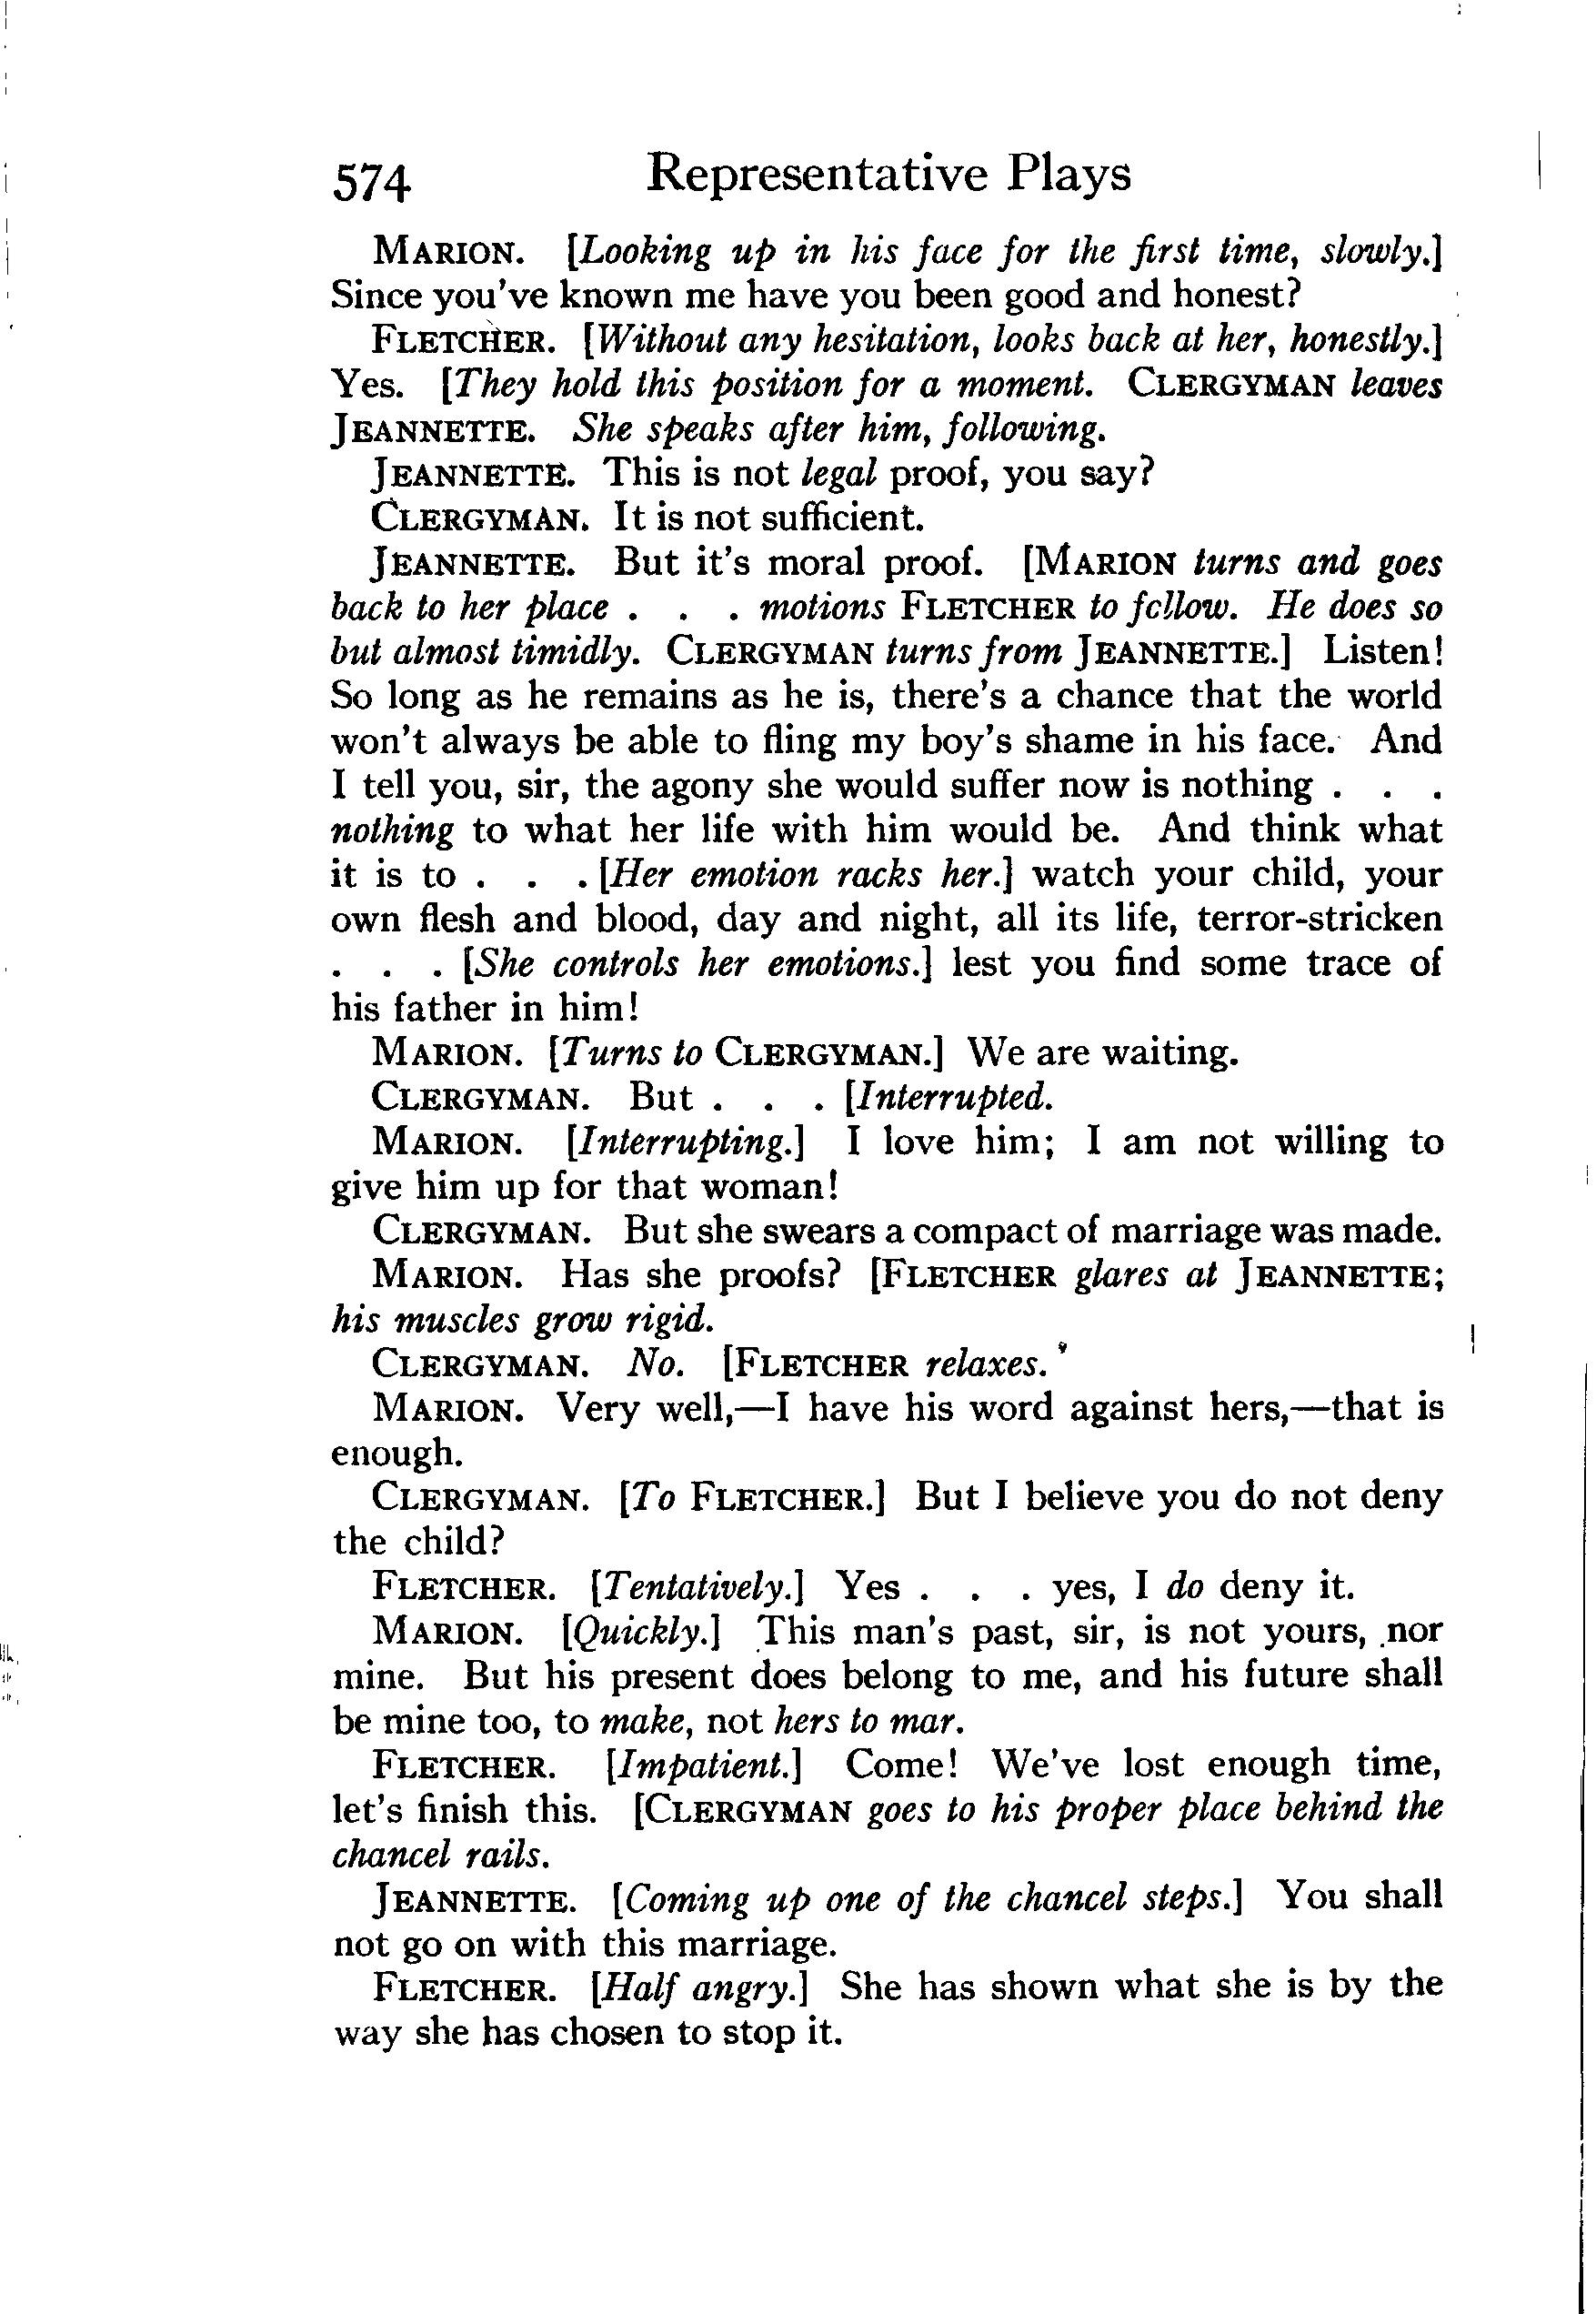 574 Representative Plays
MARION. [Looking up in his face for the first time, slowly.]
Since you've known me have you been good and honest?
FLETCHER. [Without any hesitation, looks back at her, honestly.]
Yes. [They hold this position for a moment. CLERGYMAN leaves
JEANNETTE. She speaks after him, following.
JEANNETTE. This is not legal proof, you say?
CLERGYMAN. It is not sufficient.
JEANNETTE. But it's moral proof. [MARION turns and goes
back to her place . . . motions FLETCHER to follow. He does so
but almost timidly. CLERGYMAN turns from JEANNETTE.] Listen!
So long as he remains as he is, there's a chance that the world
won't always be able to fling my boy's shame in his face. And
I tell you, sir, the agony she would suffer now is nothing . . .
nothing to what her life with him would be. And think what
it is to . . . [Her emotion racks her.] watch your child, your
own flesh and blood, day and night, all its life, terror-stricken
. . . [She controls her emotions.] lest you find some trace of
his father in him!
MARION. [Turns to CLERGYMAN.] We are waiting.
CLERGYMAN. But . . . [Interrupted.
MARION. [Interrupting.] I love him; I am not willing to
give him up for that woman!
CLERGYMAN. But she swears a compact of marriage was made.
MARION. Has she proofs? [FLETCHER glares at JEANNETTE;
his muscles grow rigid.
CLERGYMAN. No. [FLETCHER relaxes.
MARION. Very well,—I have his word against hers,—that is
enough.
CLERGYMAN. [To FLETCHER.] But I believe you do not deny
the child?
FLETCHER. [Tentatively.] Yes . . . yes, I do deny it.
MARION. [Quickly.] This man's past, sir, is not yours, nor
mine. But his present does belong to me, and his future shall
be mine too, to make, not hers to mar.
FLETCHER. [Impatient.] Come! We've lost enough time,
let's finish this. [CLERGYMAN goes to his proper place behind the
chancel rails.
JEANNETTE. [Coming up one of the chancel steps.] You shall
not go on with this marriage.
FLETCHER. [Half angry.] She has shown what she is by the
way she has chosen to stop it.